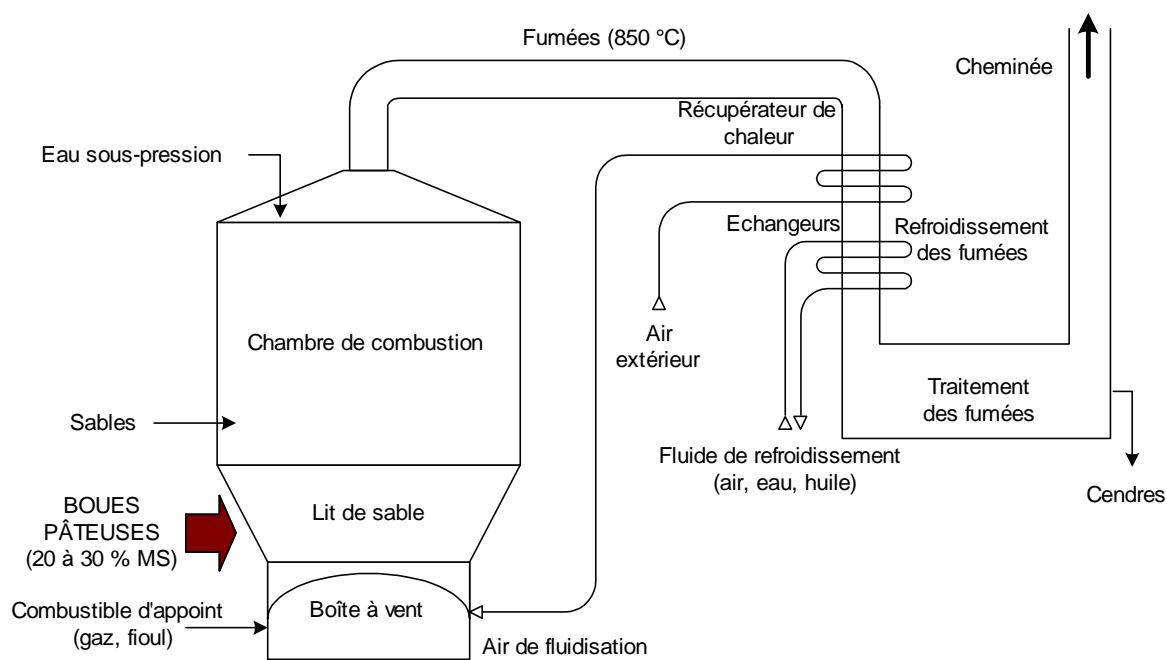 Fumées (850 °C)
Cheminée
Récupérateur de
chaleur
Eau sous-pression
Echangeurs
Refroidissement
des fumées
Chambre de combustion
Air
extérieur
Traitement
des fumées
Sables
Fluide de refroidissement
(air, eau, huile)
Cendres
BOUES
PÂTEUSES
(20 à 30 % MS)
Lit de sable
Combustible d'appoint
(gaz, fioul)
Boîte à vent
Air de fluidisation